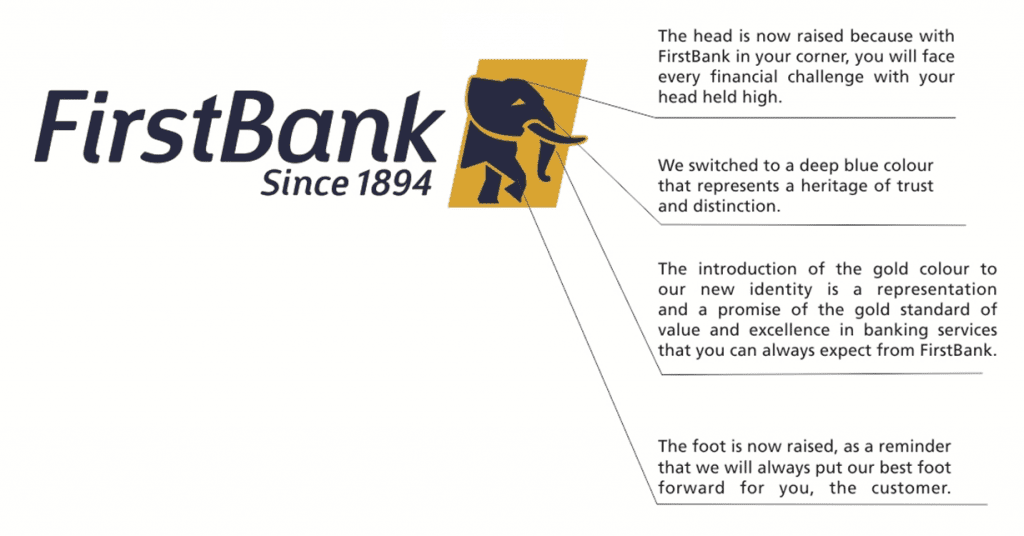 FirstBank
Since 1894
The head is now raised because with
FirstBank in your corner, you will face
every financial challenge with your
head held high.
We switched to a deep blue colour
that represents a heritage of trust
and distinction.
The introduction of the gold colour to
our new identity is a representation
and a promise of the gold standard of
value and excellence in banking services
that you can always expect from FirstBank.
The foot is now raised, as a reminder
that we will always put our best foot
forward for you, the customer.